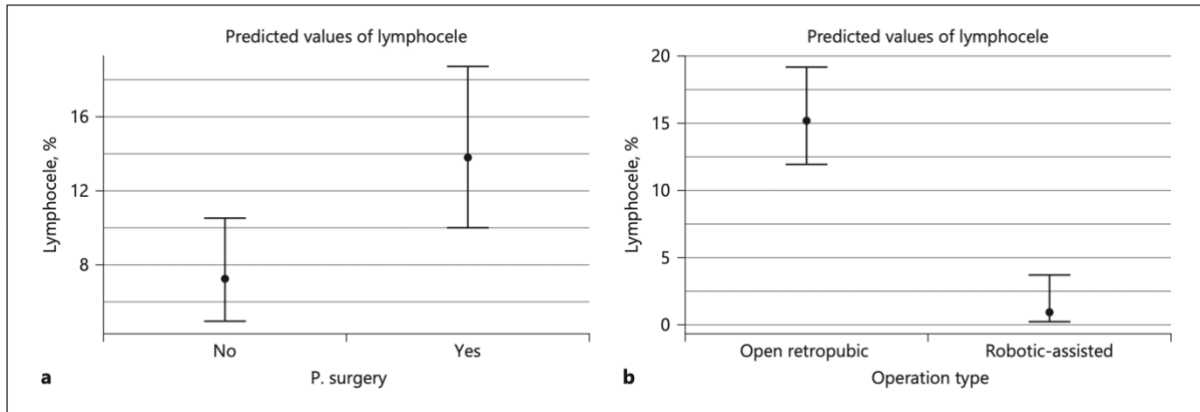 Predicted values of lymphocele
Lymphocele, %
16
12
8
No
Yes
P. surgery
a
Predicted values of lymphocele
Lymphocele, %
20
15
10
5
0
Open retropubic
Robotic-assisted
Operation type
b